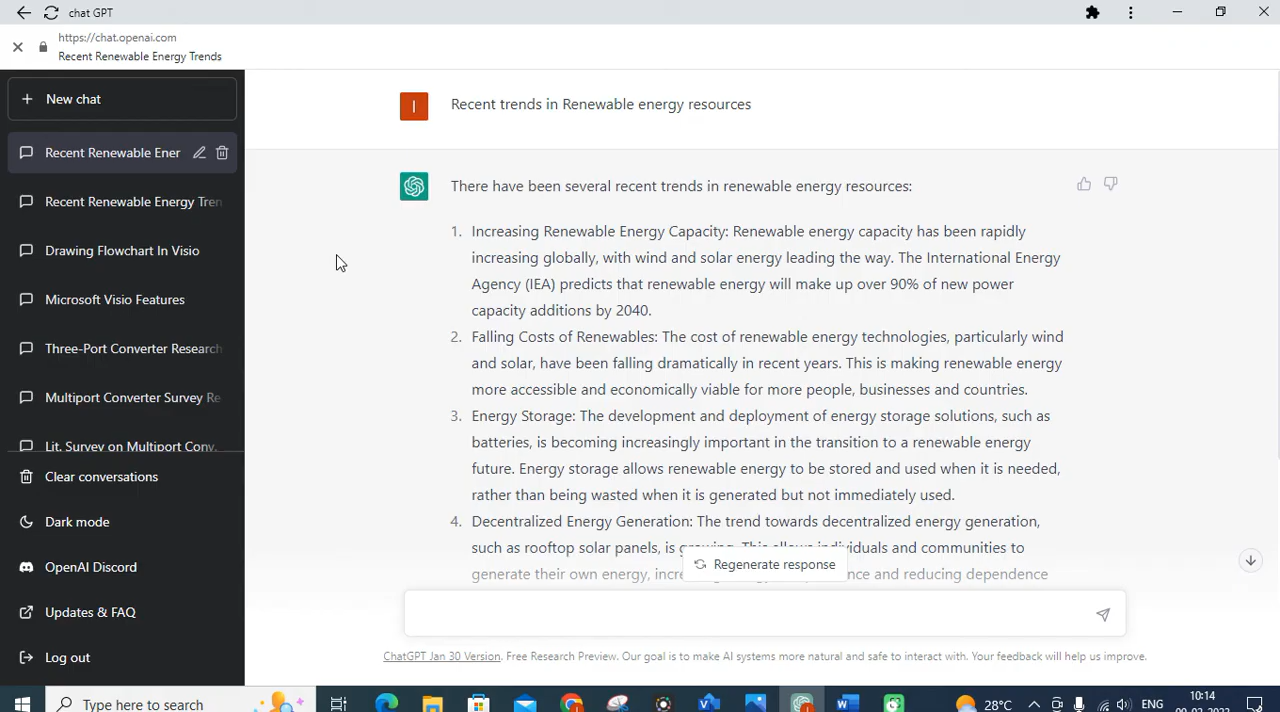 chat GPT
https://chat.openai.com
Recent Renewable Energy Trends
New chat
Recent Renewable Ener
Recent Renewable Energy Tren
Drawing Flowchart In Visio
Microsoft Visio Features
Three-Port Converter Research
Multiport Converter Survey Re
Lit. Survey on Multiport Conv.
Clear conversations
Dark mode
OpenAI Discord
Updates & FAQ
Log out
I
Recent trends in Renewable energy resources
There have been several recent trends in renewable energy resources:
1. Increasing Renewable Energy Capacity: Renewable energy capacity has been rapidly
increasing globally, with wind and solar energy leading the way. The International Energy
Agency (IEA) predicts that renewable energy will make up over 90% of new power
capacity additions by 2040.
2. Falling Costs of Renewables: The cost of renewable energy technologies, particularly wind
and solar, have been falling dramatically in recent years. This is making renewable energy
more accessible and economically viable for more people, businesses and countries.
3. Energy Storage: The development and deployment of energy storage solutions, such as
batteries, is becoming increasingly important in the transition to a renewable energy
future. Energy storage allows renewable energy to be stored and used when it is needed,
rather than being wasted when it is generated but not immediately used.
4. Decentralized Energy Generation: The trend towards decentralized energy generation,
such as rooftop solar panels, is growing. This allows individuals and communities to
generate their own energy, and reducing dependence
Regenerate response
ChatGPT Jan 30 Version. Free Research Preview. Our goal is to make AI systems more natural and safe to interact with. Your feedback will help us improve.
Type here to search
28°C
ENG
10:14